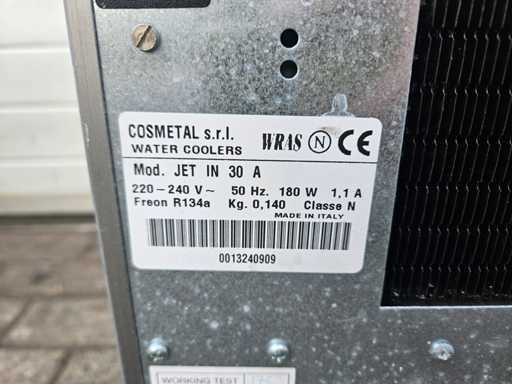 COSMETAL s.r.l.
WATER COOLERS
WRAS N CE
Mod. JET IN 30 A
220-240 V~ 50 Hz. 180 W 1,1 A
Freon R134a Kg. 0,140 Classe N
MADE IN ITALY
0013240909
WORKING TEST